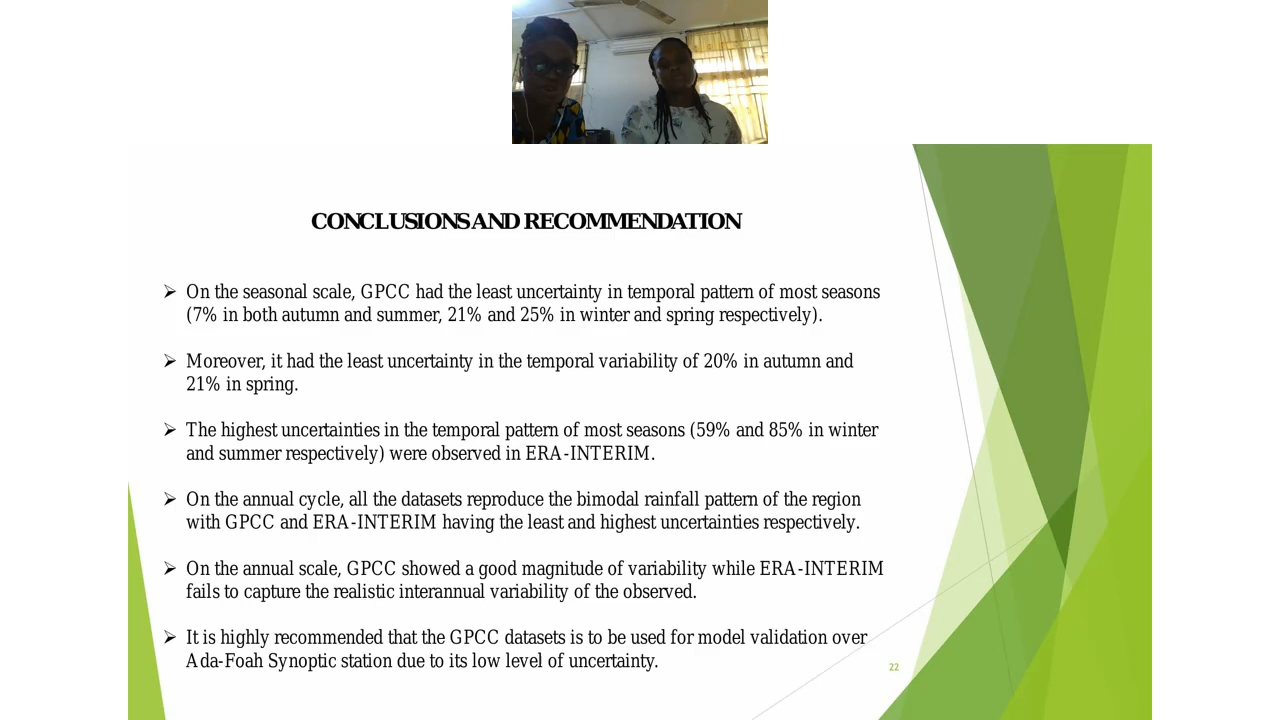 CONCLUSIONS AND RECOMMENDATION
➢ On the seasonal scale, GPCC had the least uncertainty in temporal pattern of most seasons
(7% in both autumn and summer, 21% and 25% in winter and spring respectively).
➢ Moreover, it had the least uncertainty in the temporal variability of 20% in autumn and
21% in spring.
➢ The highest uncertainties in the temporal pattern of most seasons (59% and 85% in winter
and summer respectively) were observed in ERA-INTERIM.
➢ On the annual cycle, all the datasets reproduce the bimodal rainfall pattern of the region
with GPCC and ERA-INTERIM having the least and highest uncertainties respectively.
➢ On the annual scale, GPCC showed a good magnitude of variability while ERA-INTERIM
fails to capture the realistic interannual variability of the observed.
➢ It is highly recommended that the GPCC datasets is to be used for model validation over
Ada-Foah Synoptic station due to its low level of uncertainty.
22